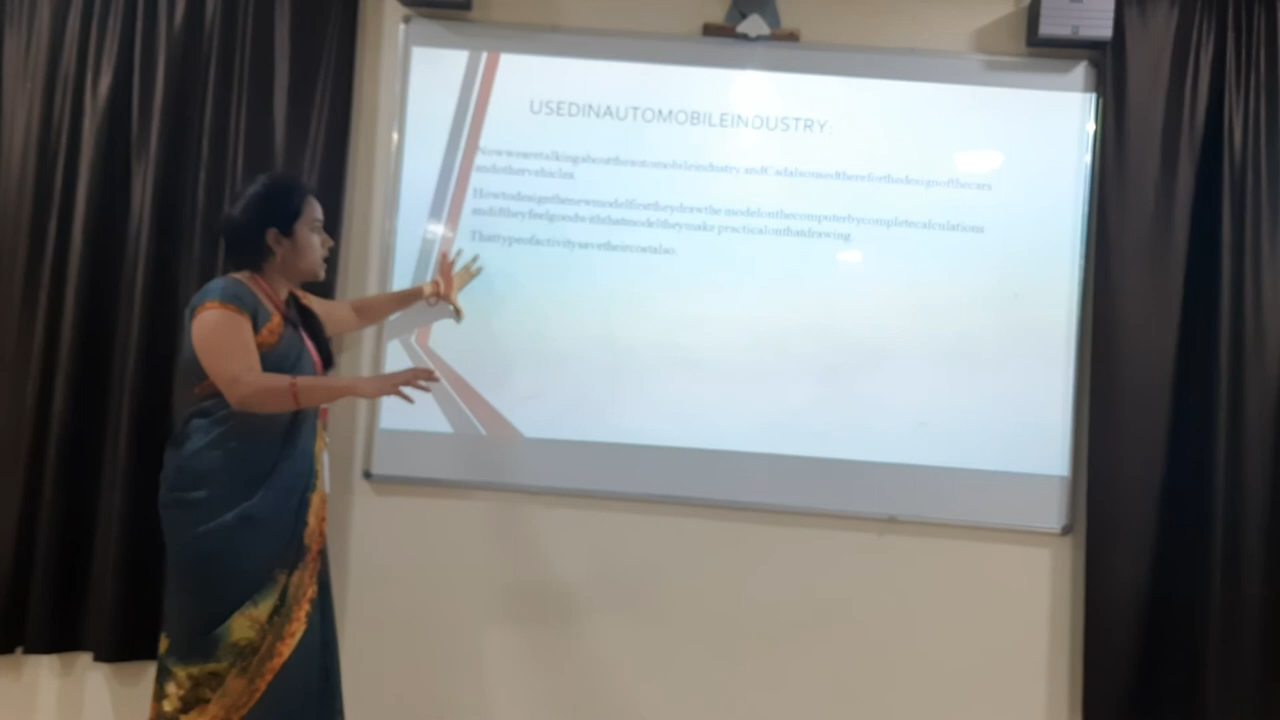 USEDINAUTOMOBILEINDUSTRY:
Nowwearetalkingabouttheautomobileindustry andCadalsousedthereforthedesignofthecars
andothervehicles.
Howtodesignthenewmodelfirsttheydrawthe modelonthecomputerbycompletecalculations
andiftheyfeelgoodwiththatmodeltheymake practicalonthatdrawing.
Thattypeofactivitysavetheircostalso.